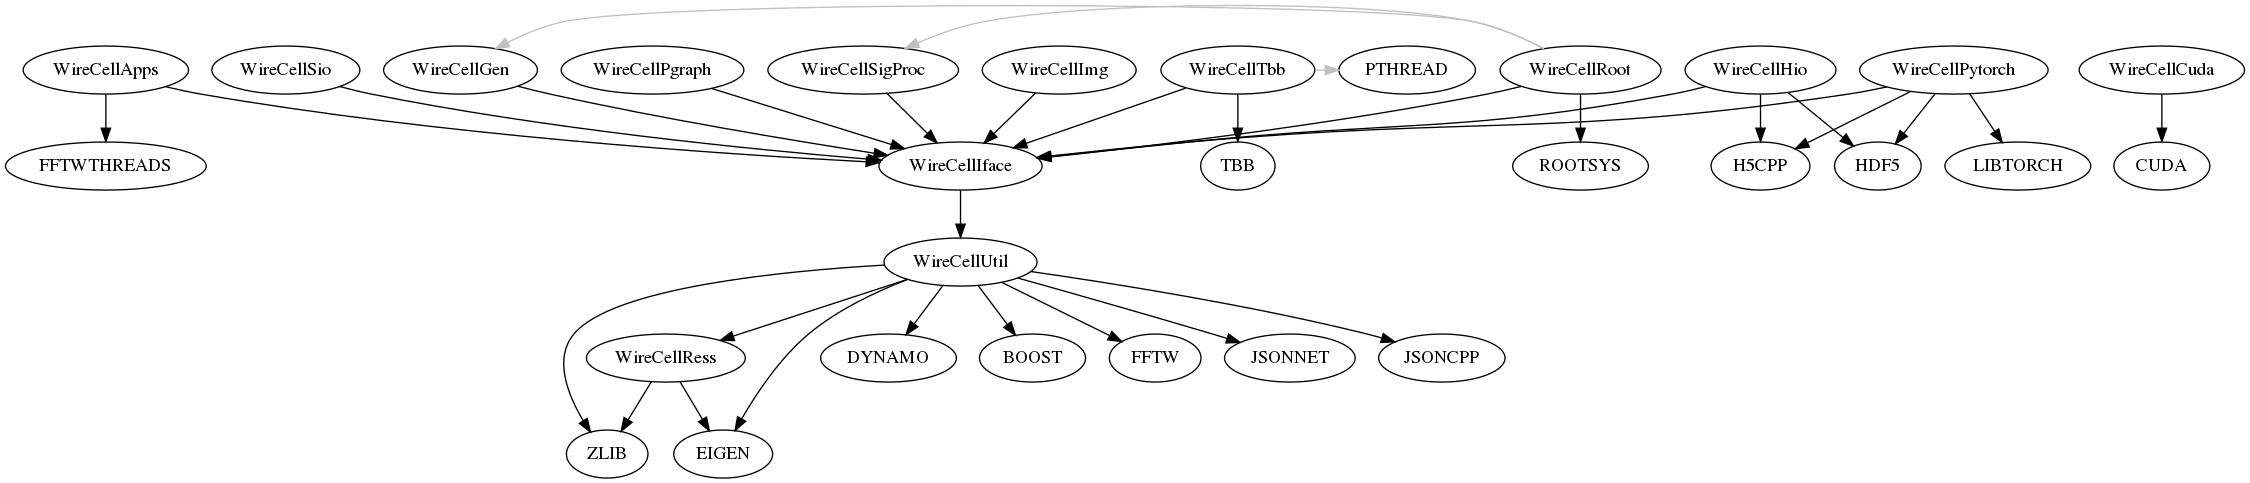 WireCellApps
WireCellSio
WireCellGen
WireCellPgraph
WireCellSigProc
WireCellImg
WireCellTbb
PTHREAD
WireCellRoot
WireCellHio
WireCellPytorch
WireCellCuda
FFTWTHREADS
WireCellIface
TBB
ROOTSYS
H5CPP
HDF5
LIBTORCH
CUDA
WireCellUtil
WireCellRess
DYNAMO
BOOST
FFTW
JSONNET
JSONCPP
ZLIB
EIGEN